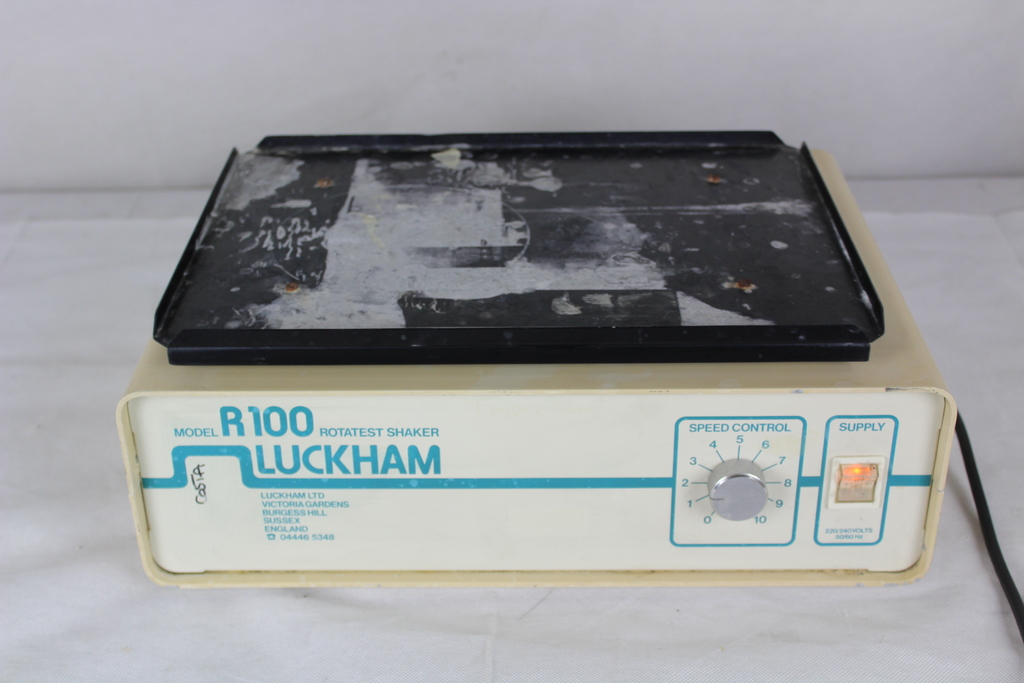 MODEL R100 ROTATEST SHAKER
LUCKHAM
COSTA
LUCKHAM LTD
VICTORIA GARDENS
BURGESS HILL
SUSSEX
ENGLAND
☎ 04446 5348
SPEED CONTROL
0 1 2 3 4 5 6 7 8 9 10
SUPPLY
220/240 VOLTS
50/60 Hz